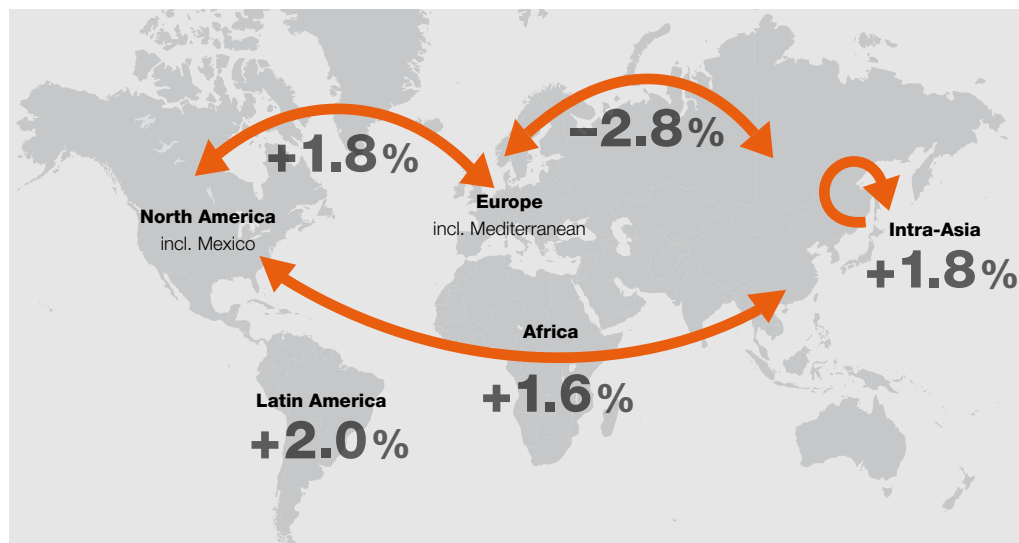 −2.8 %
+1.8 %
North America
incl. Mexico
Europe
incl. Mediterranean
Intra-Asia
+1.8 %
Africa
+1.6 %
Latin America
+2.0 %